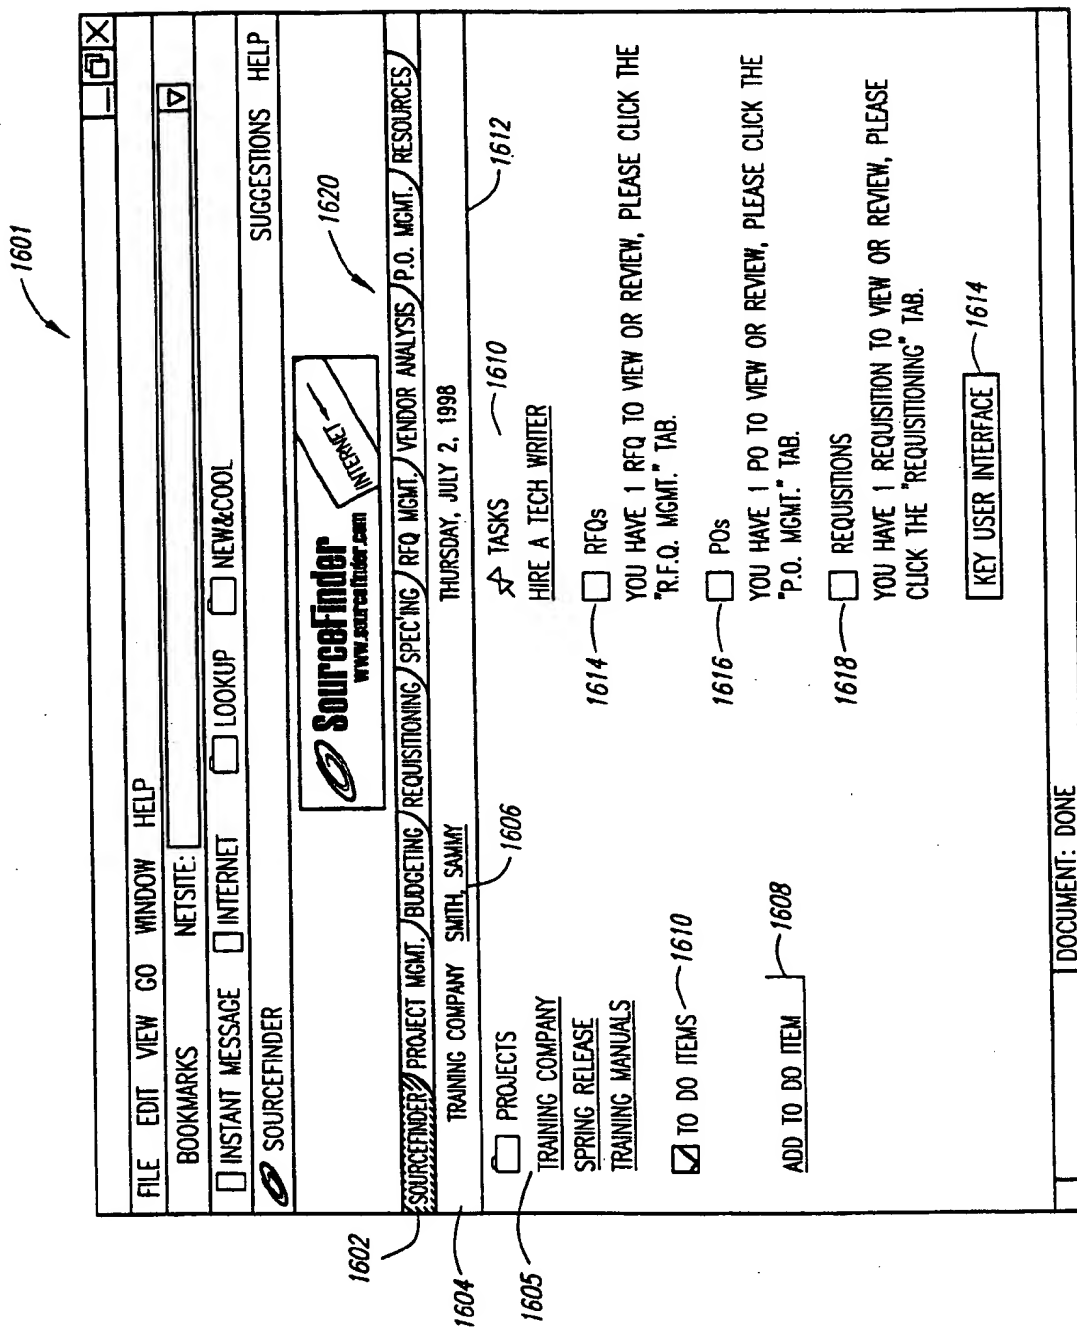 1601
FILE EDIT VIEW GO WINDOW HELP
BOOKMARKS NETSITE:
INSTANT MESSAGE INTERNET LOOKUP NEW&COOL
SOURCEFINDER SUGGESTIONS HELP
SourceFinder
www.sourcefinder.com
INTERNET
1620
1602
SOURCEFINDER PROJECT MGMT. BUDGETING REQUISITIONING SPEC'ING RFQ MGMT. VENDOR ANALYSIS P.O. MGMT. RESOURCES
1604
TRAINING COMPANY SMITH, SAMMY THURSDAY, JULY 2, 1998
1606
1612
1605
PROJECTS
TRAINING COMPANY
SPRING RELEASE
TRAINING MANUALS
TO DO ITEMS 1610
ADD TO DO ITEM 1608
TASKS 1610
HIRE A TECH WRITER
1614 RFQs
YOU HAVE 1 RFQ TO VIEW OR REVIEW, PLEASE CLICK THE
"R.F.Q. MGMT." TAB.
1616 POs
YOU HAVE 1 PO TO VIEW OR REVIEW, PLEASE CLICK THE
"P.O. MGMT." TAB.
1618 REQUISITIONS
YOU HAVE 1 REQUISITION TO VIEW OR REVIEW, PLEASE
CLICK THE "REQUISITIONING" TAB.
KEY USER INTERFACE 1614
DOCUMENT: DONE